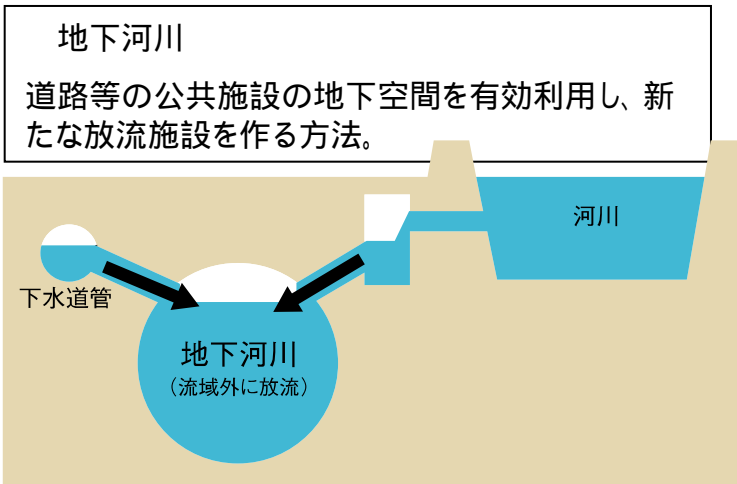 地下河川
道路等の公共施設の地下空間を有効利用し、新
たな放流施設を作る方法。
河川
下水道管
地下河川
（流域外に放流）